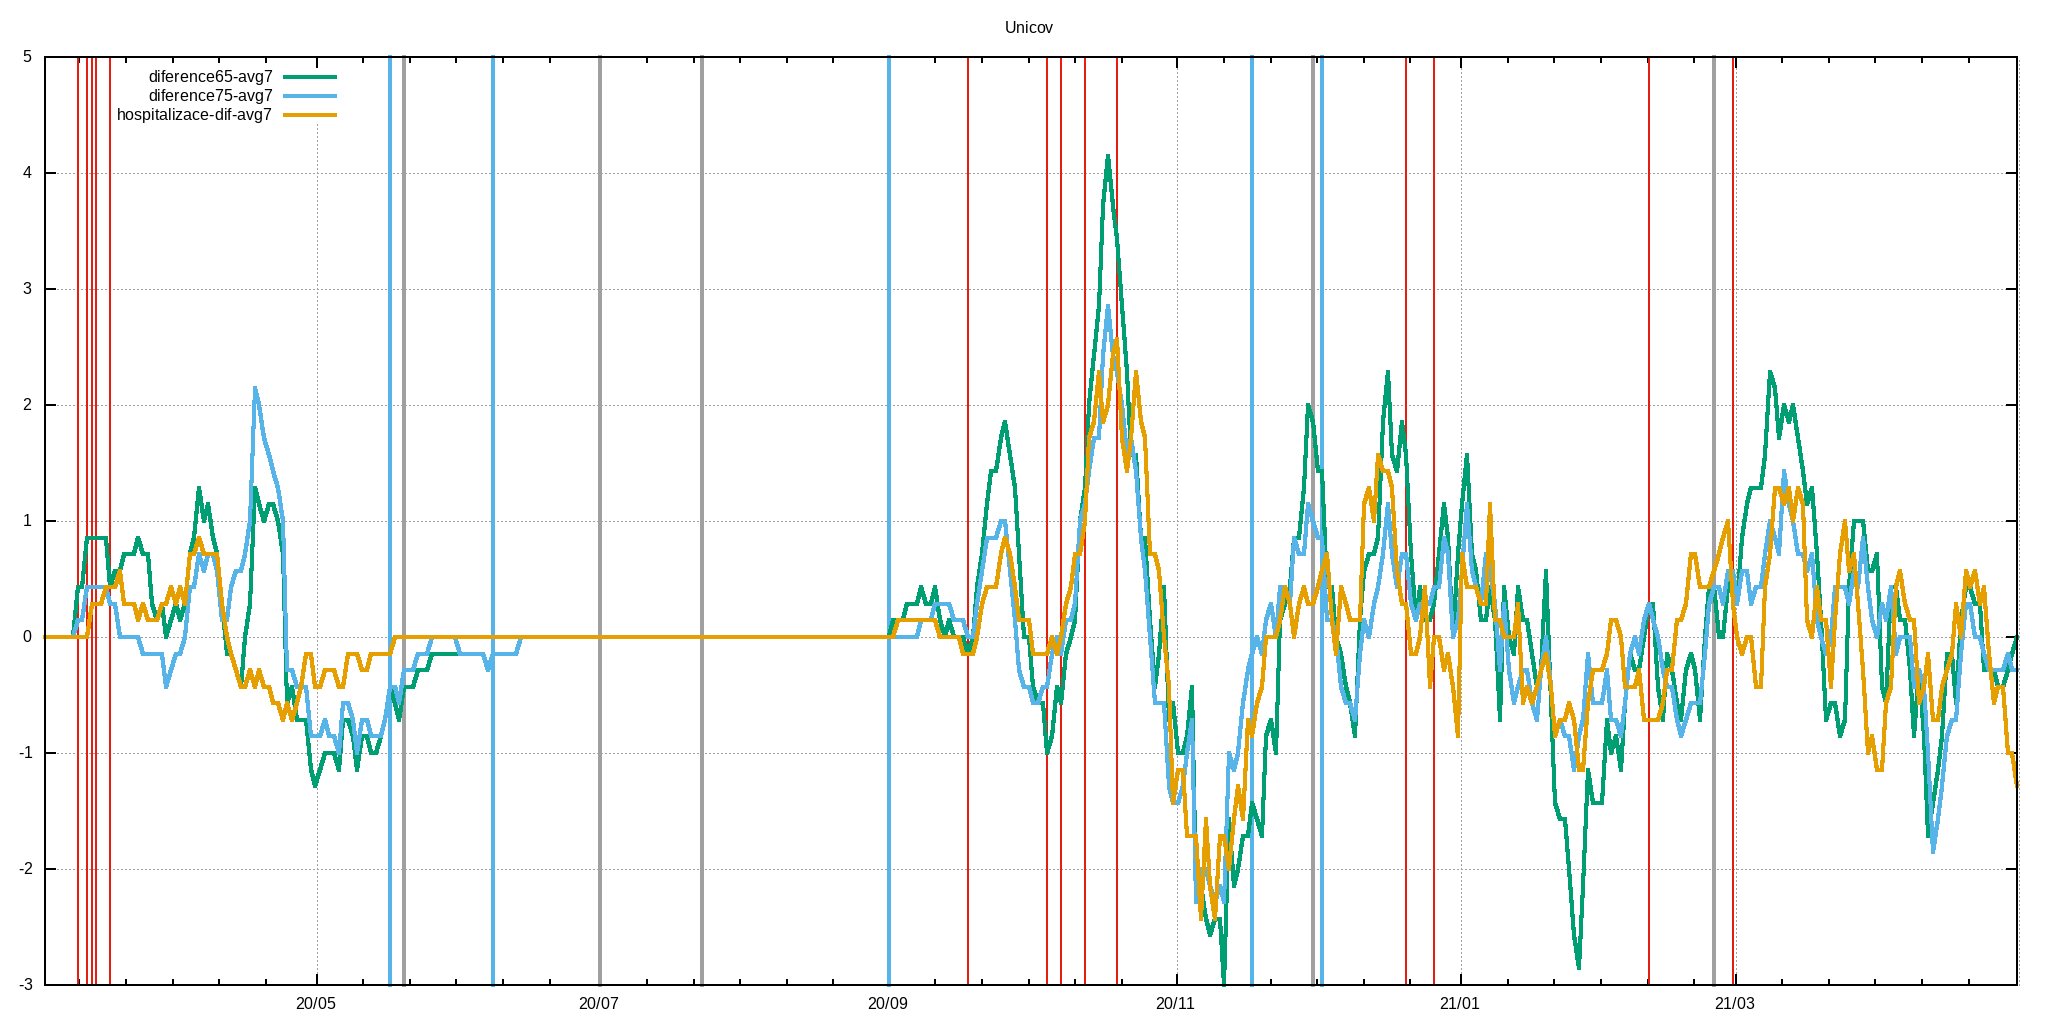 Unicov
5
diference65-avg7
diference75-avg7
hospitalizace-dif-avg7
4
3
2
1
0
-1
-2
-3
20/05 20/07 20/09 20/11 21/01 21/03